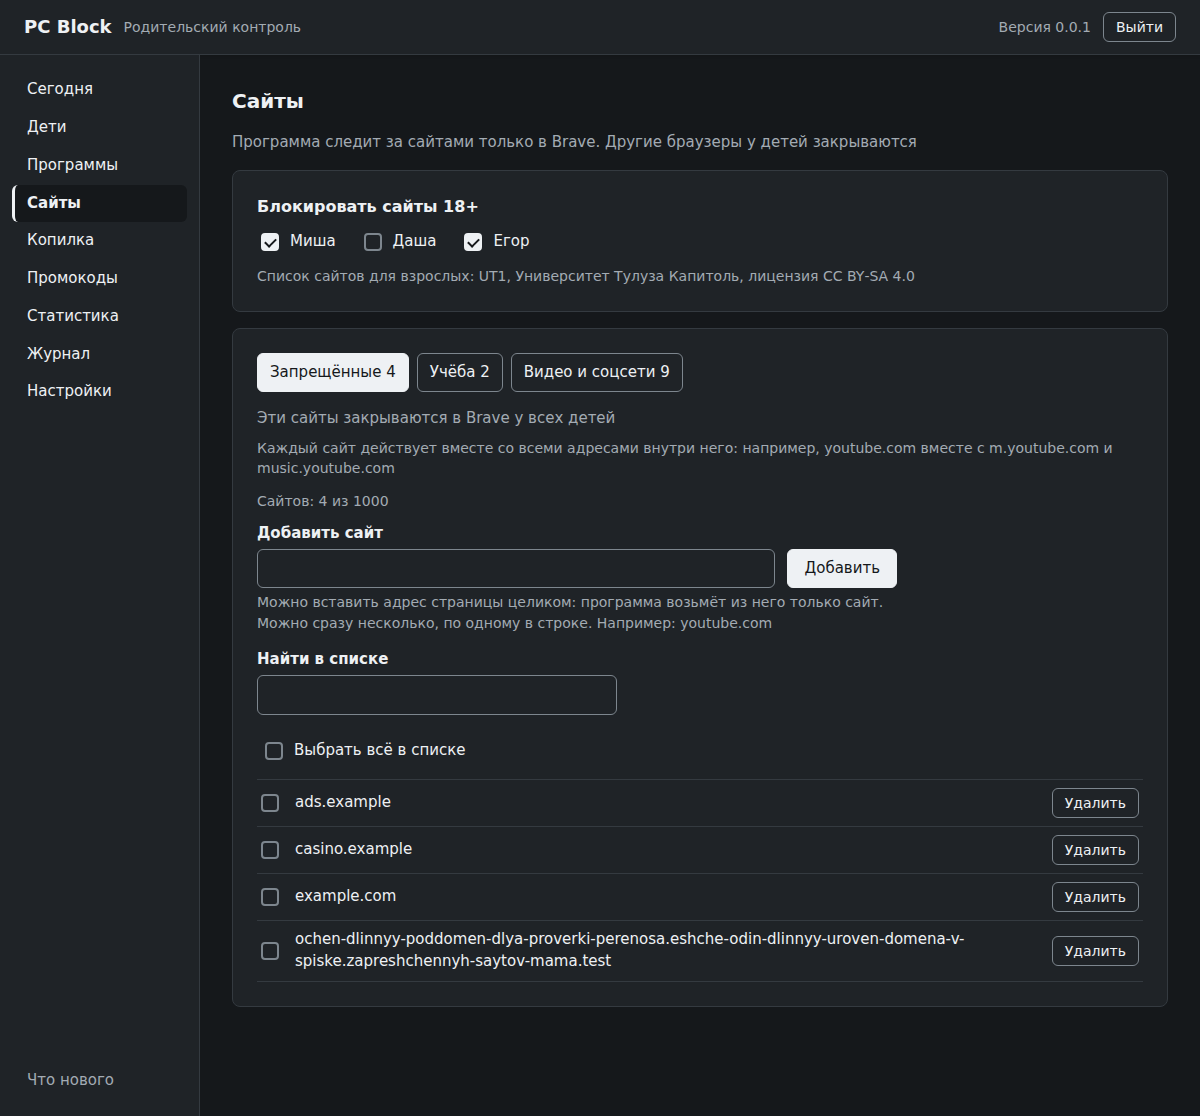 PC Block Родительский контроль Версия 0.0.1 Выйти
Сегодня
Дети
Программы
Сайты
Копилка
Промокоды
Статистика
Журнал
Настройки
Что нового
Сайты
Программа следит за сайтами только в Brave. Другие браузеры у детей закрываются
Блокировать сайты 18+
Миша Даша Егор
Список сайтов для взрослых: UT1, Университет Тулуза Капитоль, лицензия CC BY-SA 4.0
Запрещённые 4 Учёба 2 Видео и соцсети 9
Эти сайты закрываются в Brave у всех детей
Каждый сайт действует вместе со всеми адресами внутри него: например, youtube.com вместе с m.youtube.com и
music.youtube.com
Сайтов: 4 из 1000
Добавить сайт
Добавить
Можно вставить адрес страницы целиком: программа возьмёт из него только сайт.
Можно сразу несколько, по одному в строке. Например: youtube.com
Найти в списке
Выбрать всё в списке
ads.example Удалить
casino.example Удалить
example.com Удалить
ochen-dlinnyy-poddomen-dlya-proverki-perenosa.eshche-odin-dlinnyy-uroven-domena-v-
spiske.zapreshchennyh-saytov-mama.test Удалить